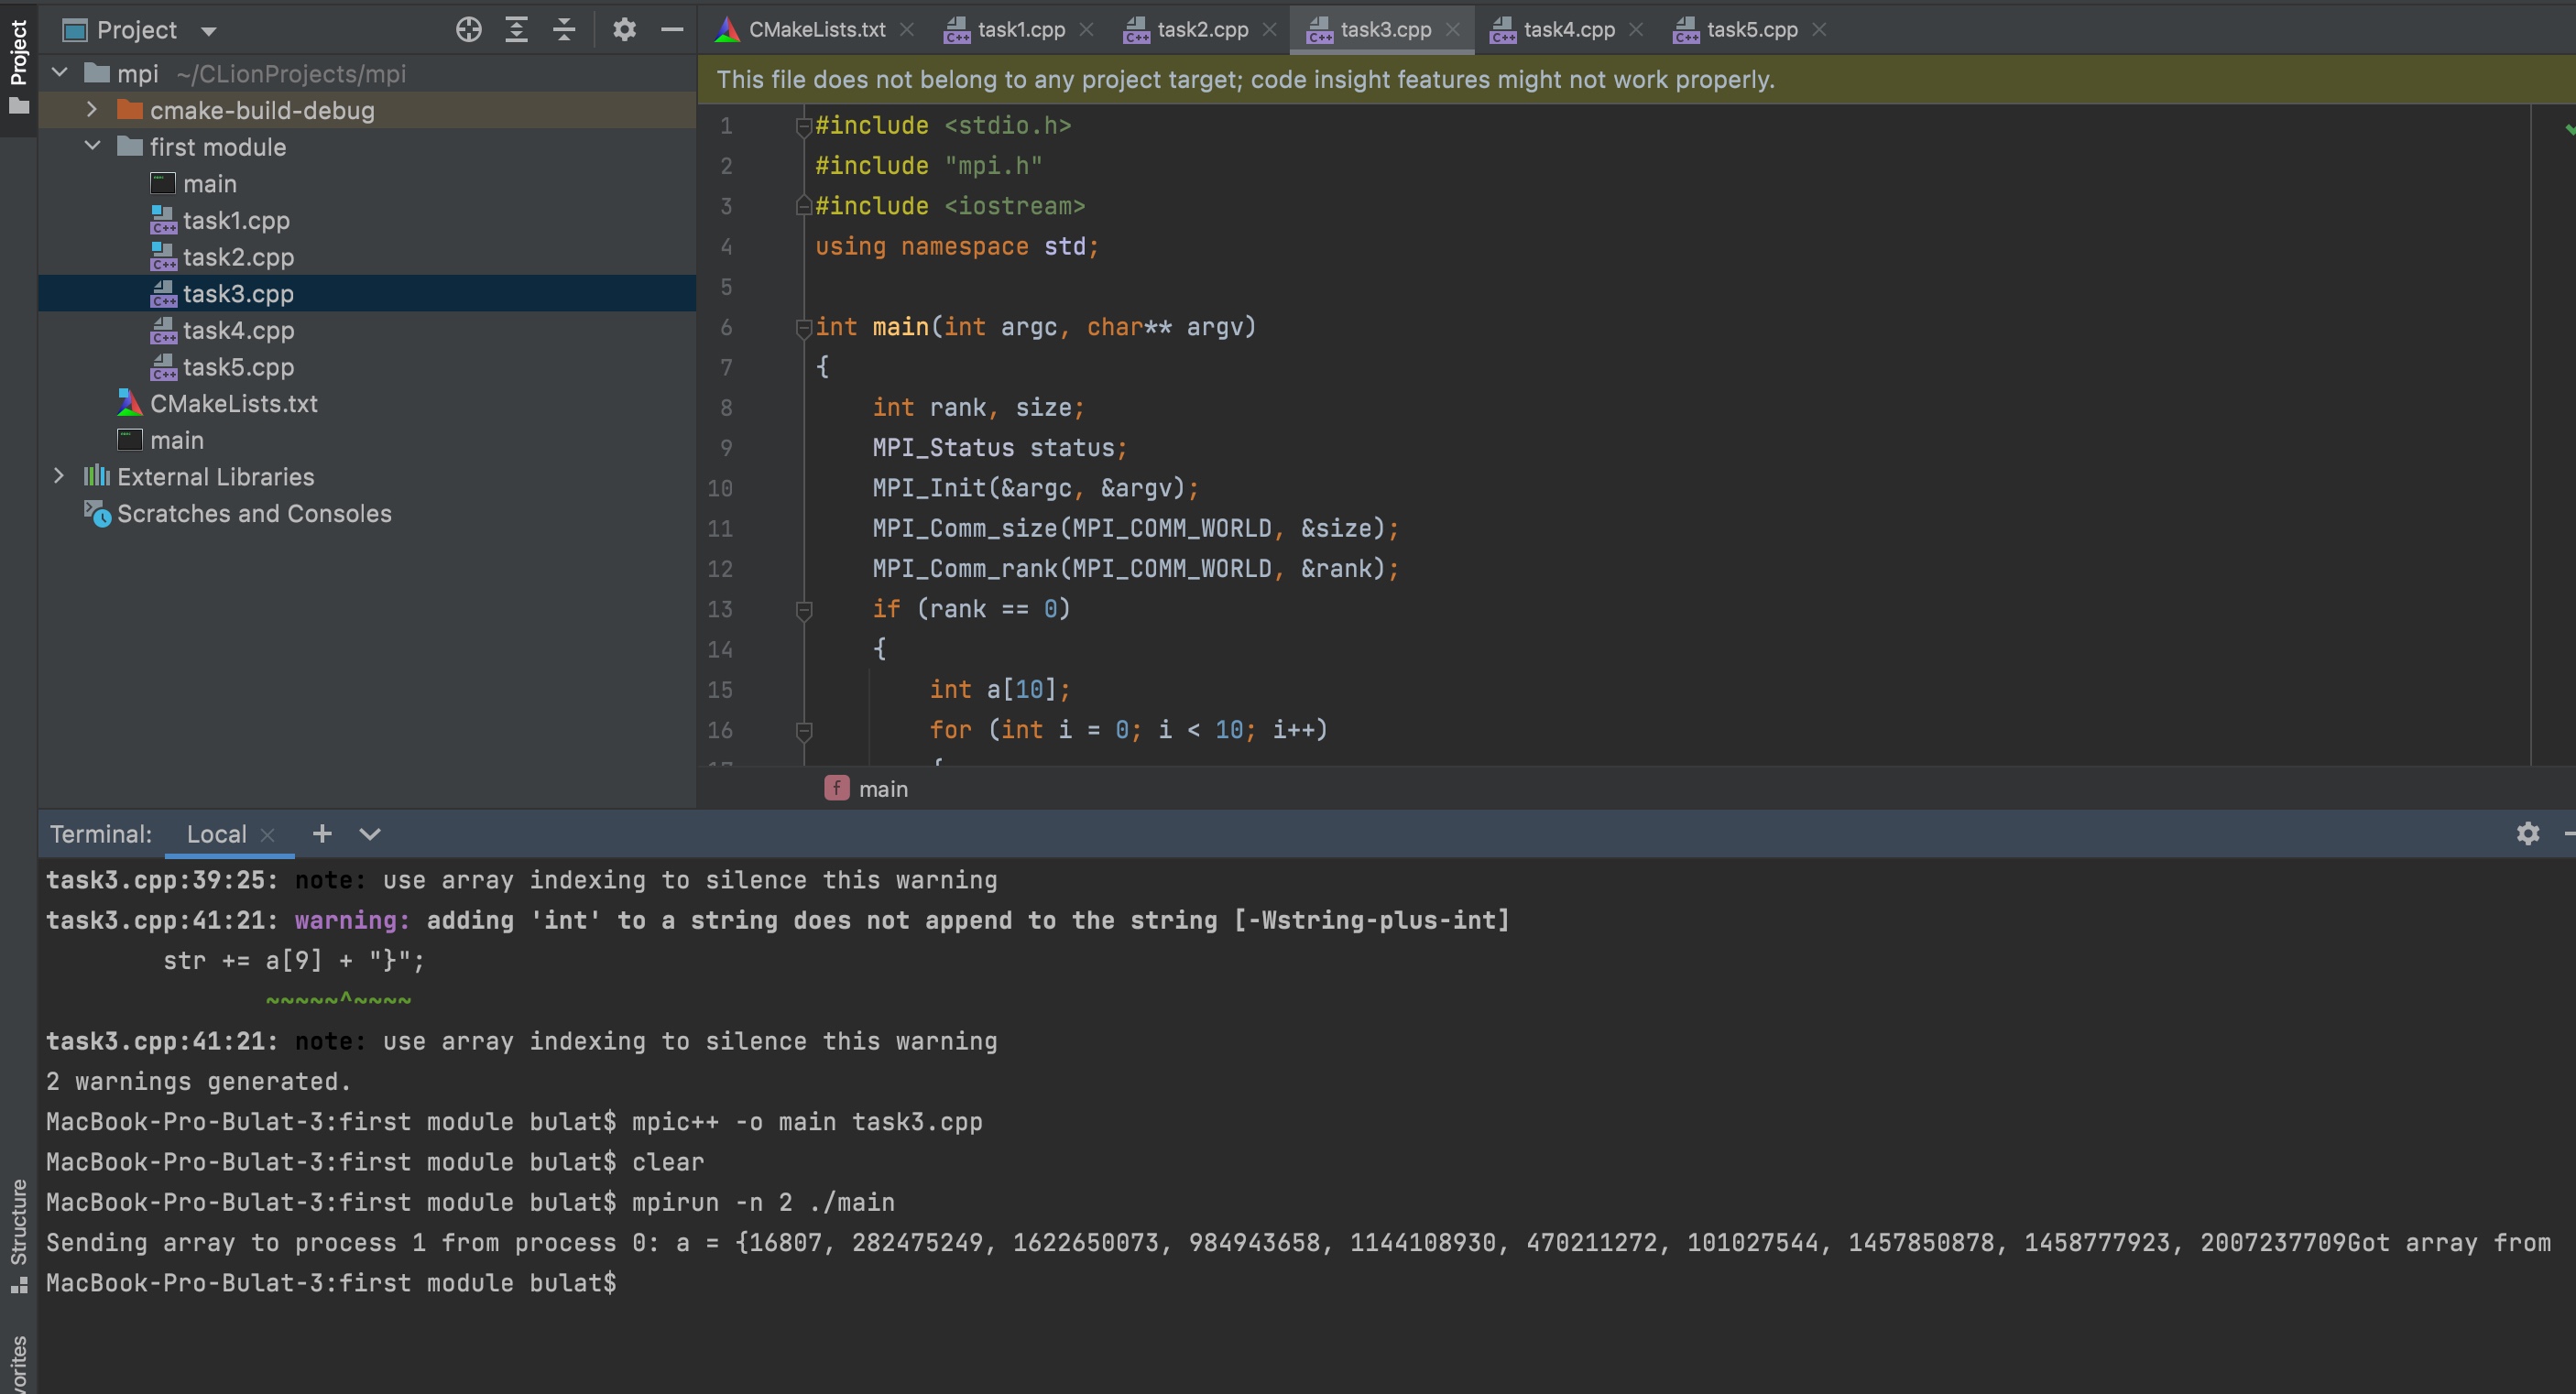 Project
Project
mpi ~/CLionProjects/mpi
cmake-build-debug
first module
main
task1.cpp
task2.cpp
task3.cpp
task4.cpp
task5.cpp
CMakeLists.txt
main
External Libraries
Scratches and Consoles
CMakeLists.txt
task1.cpp
task2.cpp
task3.cpp
task4.cpp
task5.cpp
This file does not belong to any project target; code insight features might not work properly.
1 #include <stdio.h>
2 #include "mpi.h"
3 #include <iostream>
4 using namespace std;
5
6 int main(int argc, char** argv)
7 {
8 int rank, size;
9 MPI_Status status;
10 MPI_Init(&argc, &argv);
11 MPI_Comm_size(MPI_COMM_WORLD, &size);
12 MPI_Comm_rank(MPI_COMM_WORLD, &rank);
13 if (rank == 0)
14 {
15 int a[10];
16 for (int i = 0; i < 10; i++)
f main
Terminal: Local
task3.cpp:39:25: note: use array indexing to silence this warning
task3.cpp:41:21: warning: adding 'int' to a string does not append to the string [-Wstring-plus-int]
str += a[9] + "}";
~~~~~^~~~~
task3.cpp:41:21: note: use array indexing to silence this warning
2 warnings generated.
MacBook-Pro-Bulat-3:first module bulat$ mpic++ -o main task3.cpp
MacBook-Pro-Bulat-3:first module bulat$ clear
MacBook-Pro-Bulat-3:first module bulat$ mpirun -n 2 ./main
Sending array to process 1 from process 0: a = {16807, 282475249, 1622650073, 984943658, 1144108930, 470211272, 101027544, 1457850878, 1458777923, 2007237709Got array from
MacBook-Pro-Bulat-3:first module bulat$
Structure